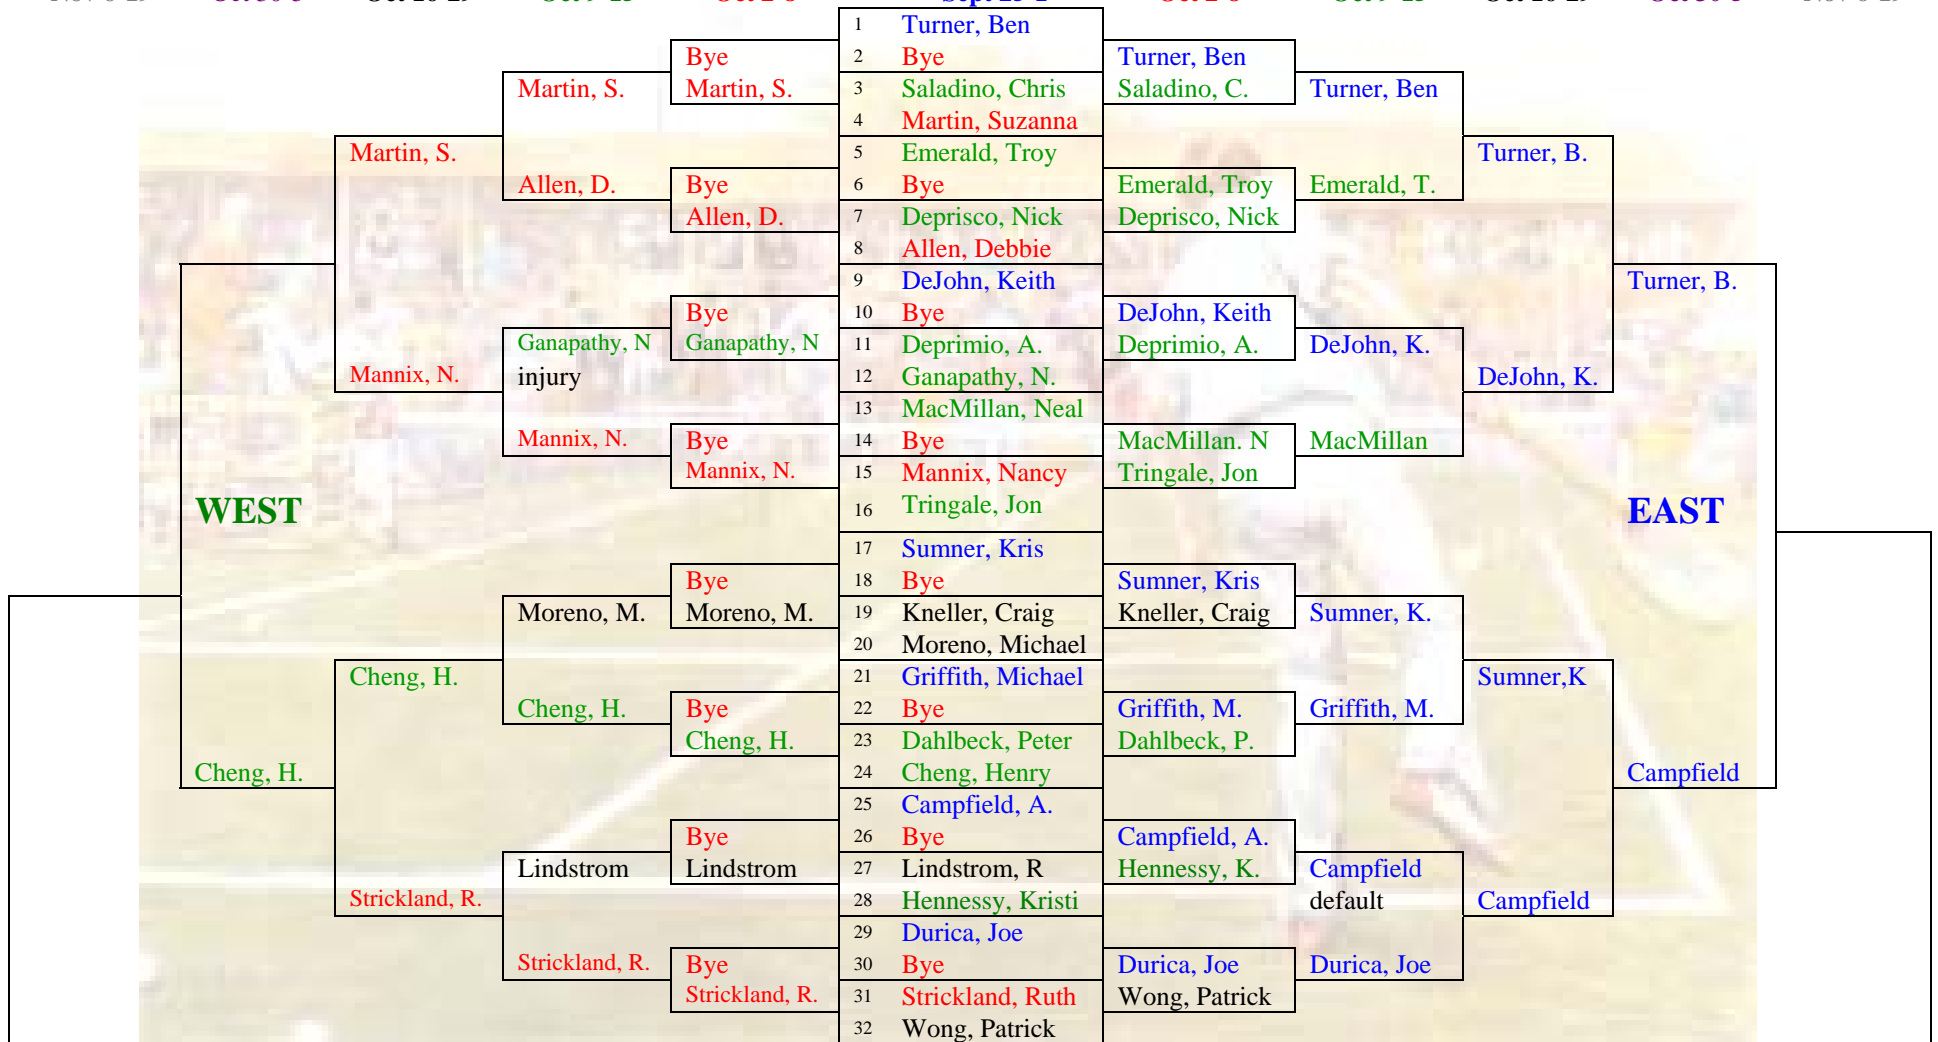 1 Turner, Ben
Bye 2 Bye Turner, Ben
Martin, S. Martin, S. 3 Saladino, Chris Saladino, C. Turner, Ben
4 Martin, Suzanna
Martin, S. 5 Emerald, Troy Turner, B.
Allen, D. Bye 6 Bye Emerald, Troy Emerald, T.
Allen, D. 7 Deprisco, Nick Deprisco, Nick
8 Allen, Debbie
9 DeJohn, Keith Turner, B.
Bye 10 Bye DeJohn, Keith
Ganapathy, N Ganapathy, N 11 Deprimio, A. Deprimio, A. DeJohn, K.
Mannix, N. injury 12 Ganapathy, N. DeJohn, K.
13 MacMillan, Neal
Mannix, N. Bye 14 Bye MacMillan. N MacMillan
Mannix, N. 15 Mannix, Nancy Tringale, Jon
WEST 16 Tringale, Jon EAST
17 Sumner, Kris
Bye 18 Bye Sumner, Kris
Moreno, M. Moreno, M. 19 Kneller, Craig Kneller, Craig Sumner, K.
20 Moreno, Michael
Cheng, H. 21 Griffith, Michael Sumner,K
Cheng, H. Bye 22 Bye Griffith, M. Griffith, M.
Cheng, H. 23 Dahlbeck, Peter Dahlbeck, P.
Cheng, H. 24 Cheng, Henry Campfield
25 Campfield, A.
Bye 26 Bye Campfield, A.
Lindstrom Lindstrom 27 Lindstrom, R Hennessy, K. Campfield
Strickland, R. 28 Hennessy, Kristi default Campfield
29 Durica, Joe
Strickland, R. Bye 30 Bye Durica, Joe Durica, Joe
Strickland, R. 31 Strickland, Ruth Wong, Patrick
32 Wong, Patrick